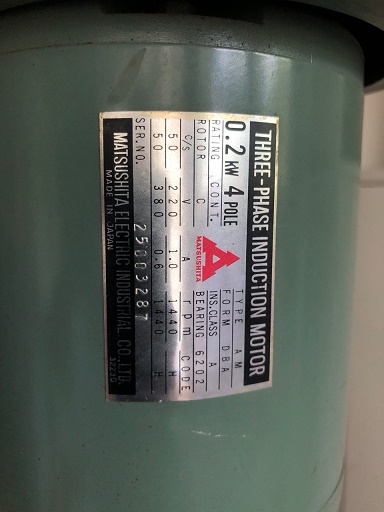 THREE-PHASE INDUCTION MOTOR
0.2 KW 4 POLE
TYPE AM
FORM DBA
RATING CONT.
INS.CLASS A
ROTOR C
MATSUSHITA
BEARING 6202
C/S V A rpm CODE
50 220 1.0 1440 H
50 380 0.6 1440 H
SER.NO. 25003287
MATSUSHITA ELECTRIC INDUSTRIAL CO., LTD.
MADE IN JAPAN